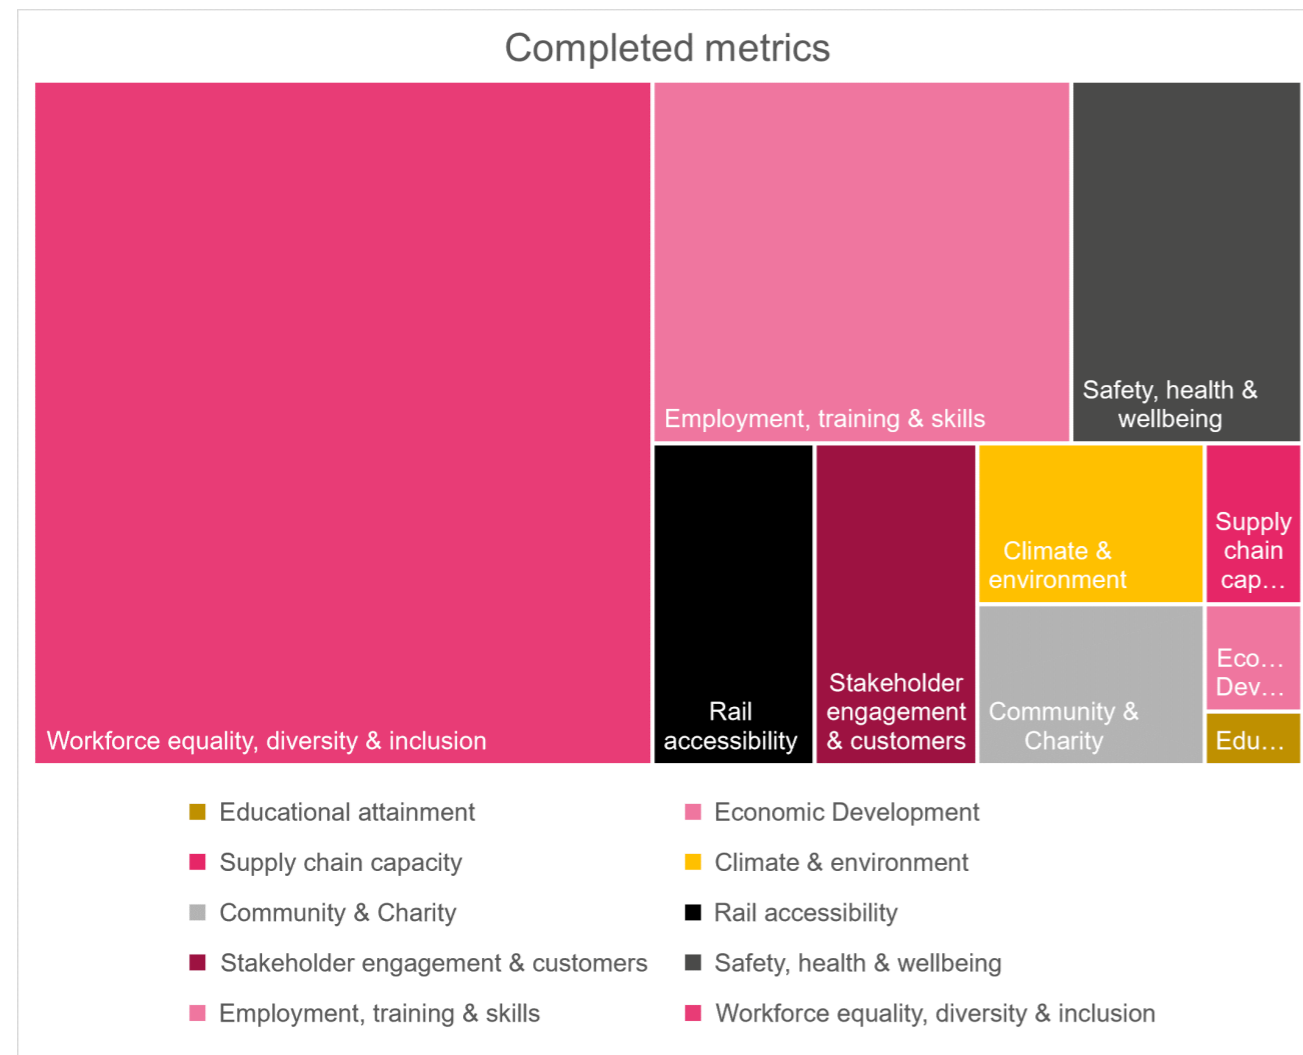 Completed metrics
Workforce equality, diversity & inclusion
Employment, training & skills
Safety, health &
wellbeing
Rail
accessibility
Stakeholder
engagement
& customers
Climate &
environment
Community &
Charity
Supply
chain
cap…
Eco…
Dev…
Edu…
Educational attainment
Economic Development
Supply chain capacity
Climate & environment
Community & Charity
Rail accessibility
Stakeholder engagement & customers
Safety, health & wellbeing
Employment, training & skills
Workforce equality, diversity & inclusion